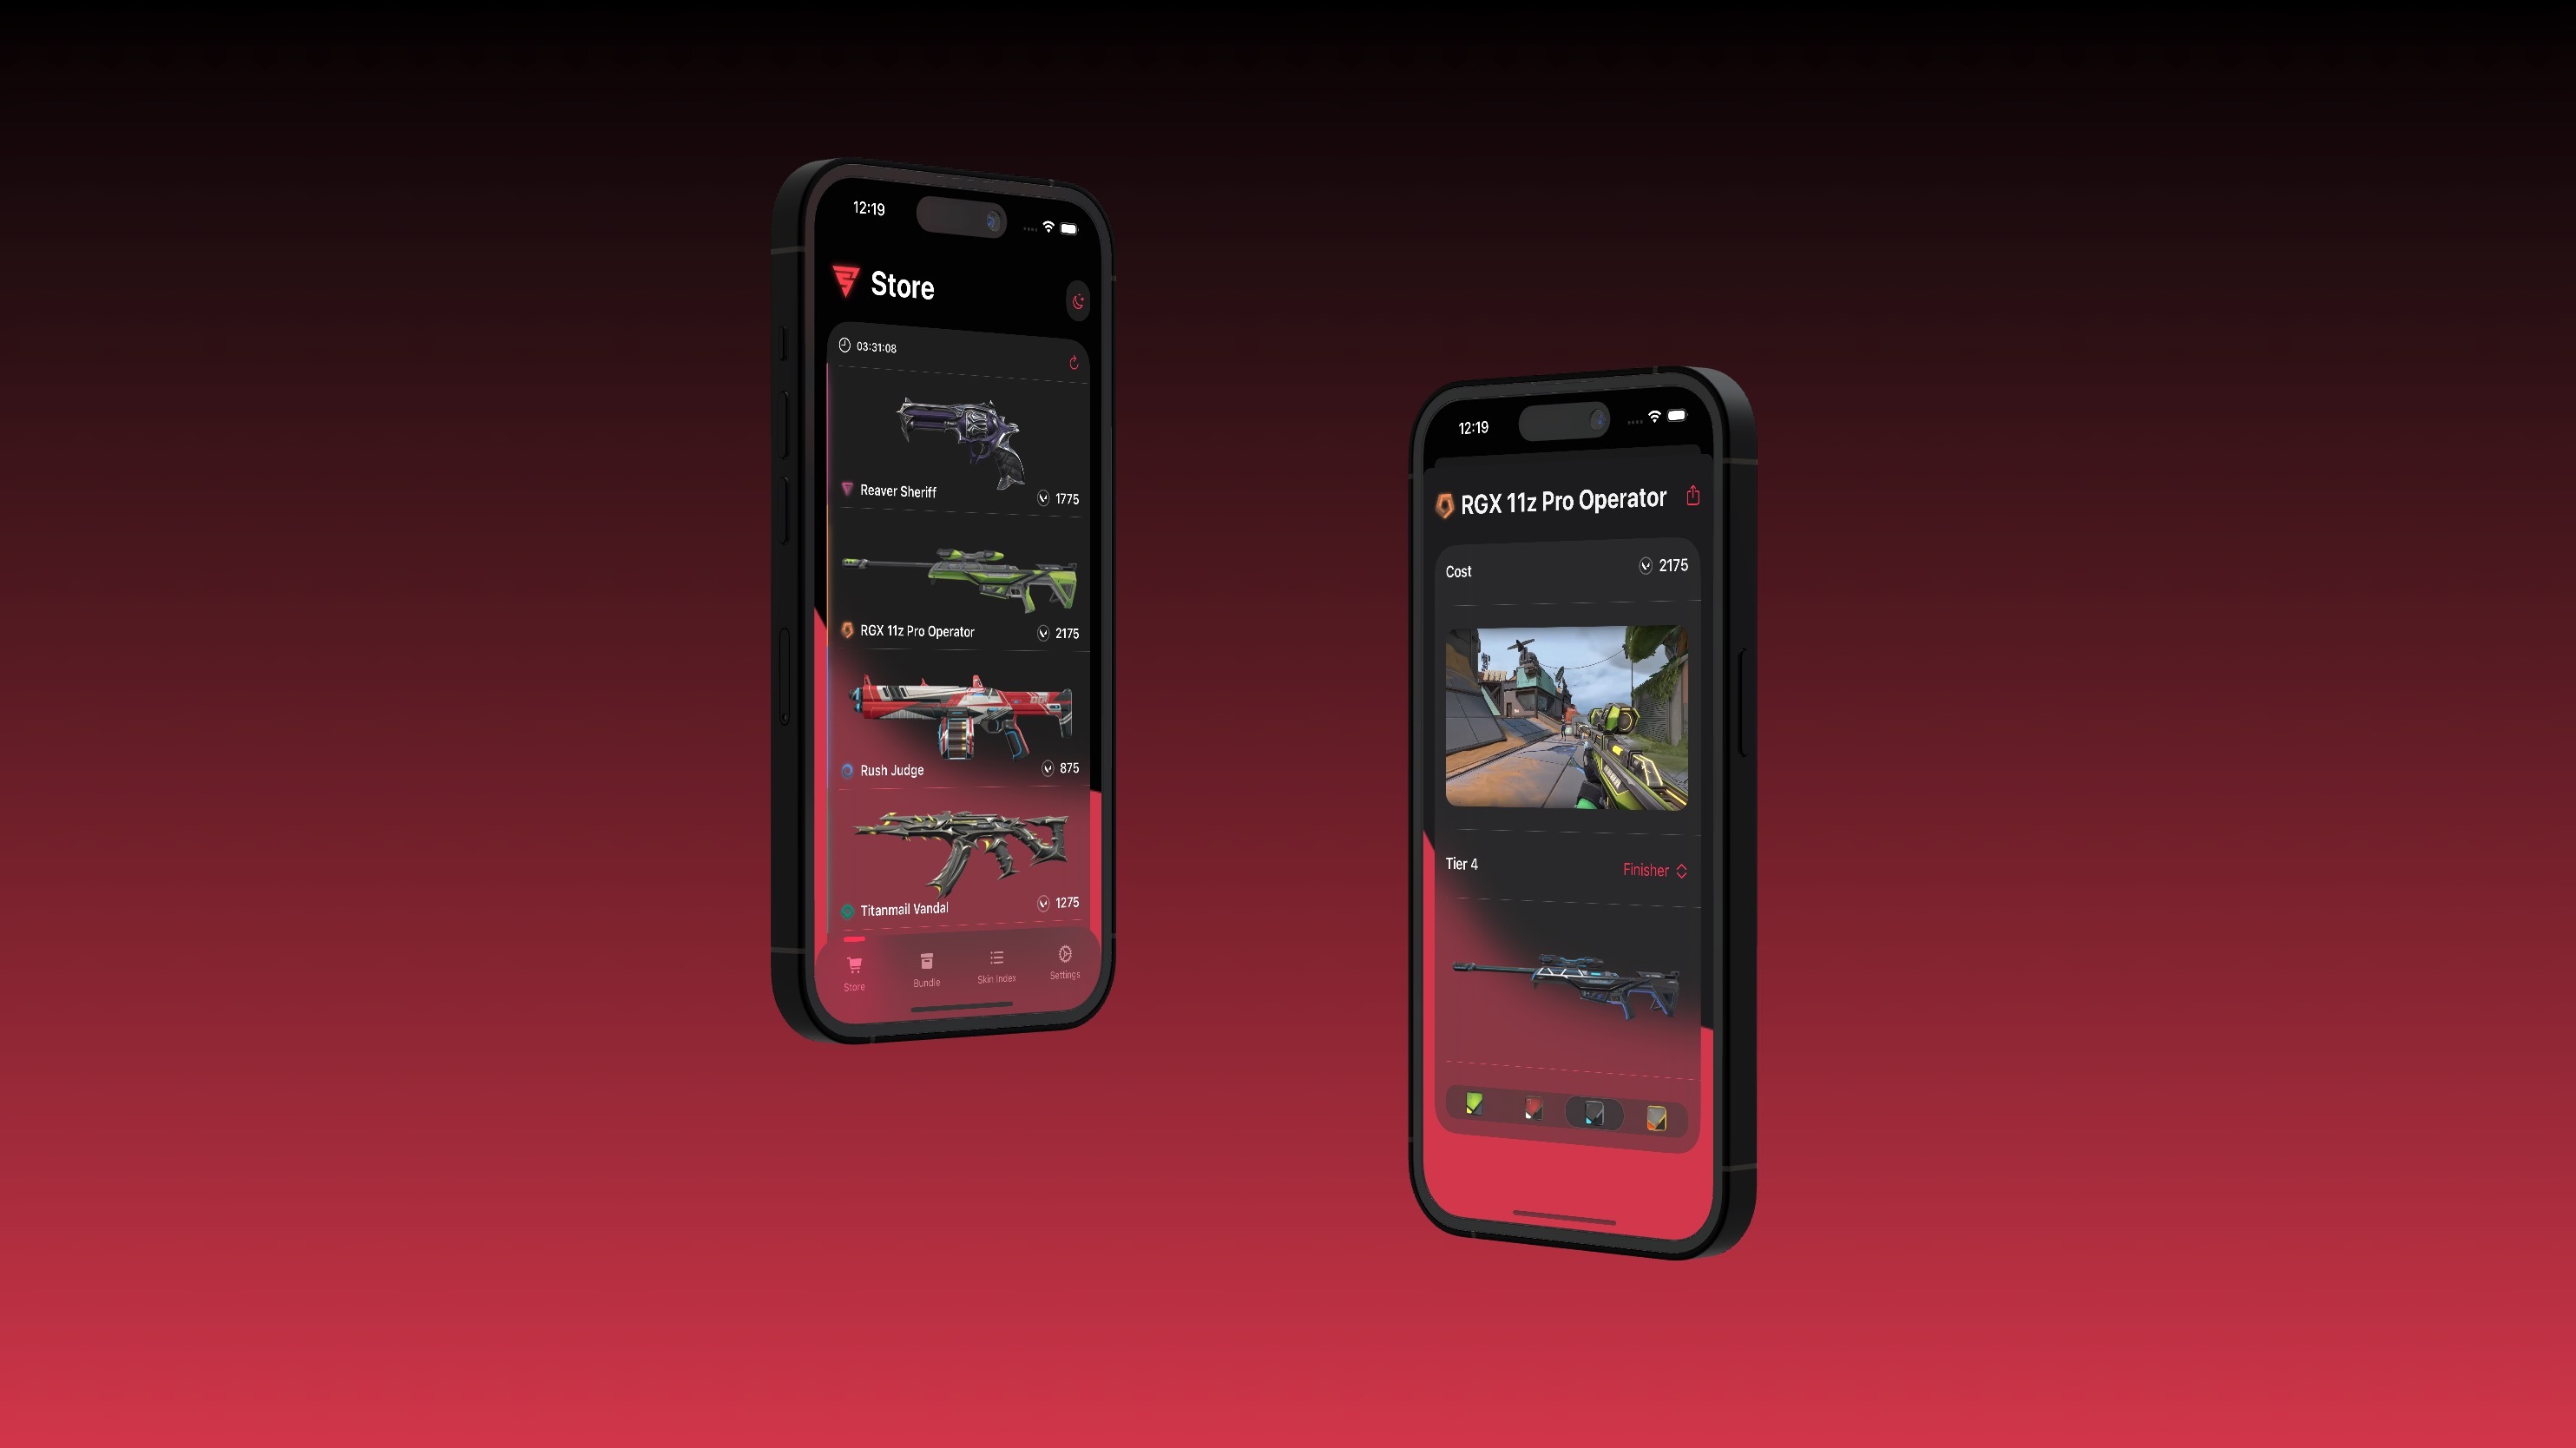 12:19
Store
03:31:08
Reaver Sheriff 1775
RGX 11z Pro Operator 2175
Rush Judge 875
Titanmail Vandal 1275
Store Bundle Skin Index Settings
12:19
RGX 11z Pro Operator
Cost 2175
Tier 4 Finisher